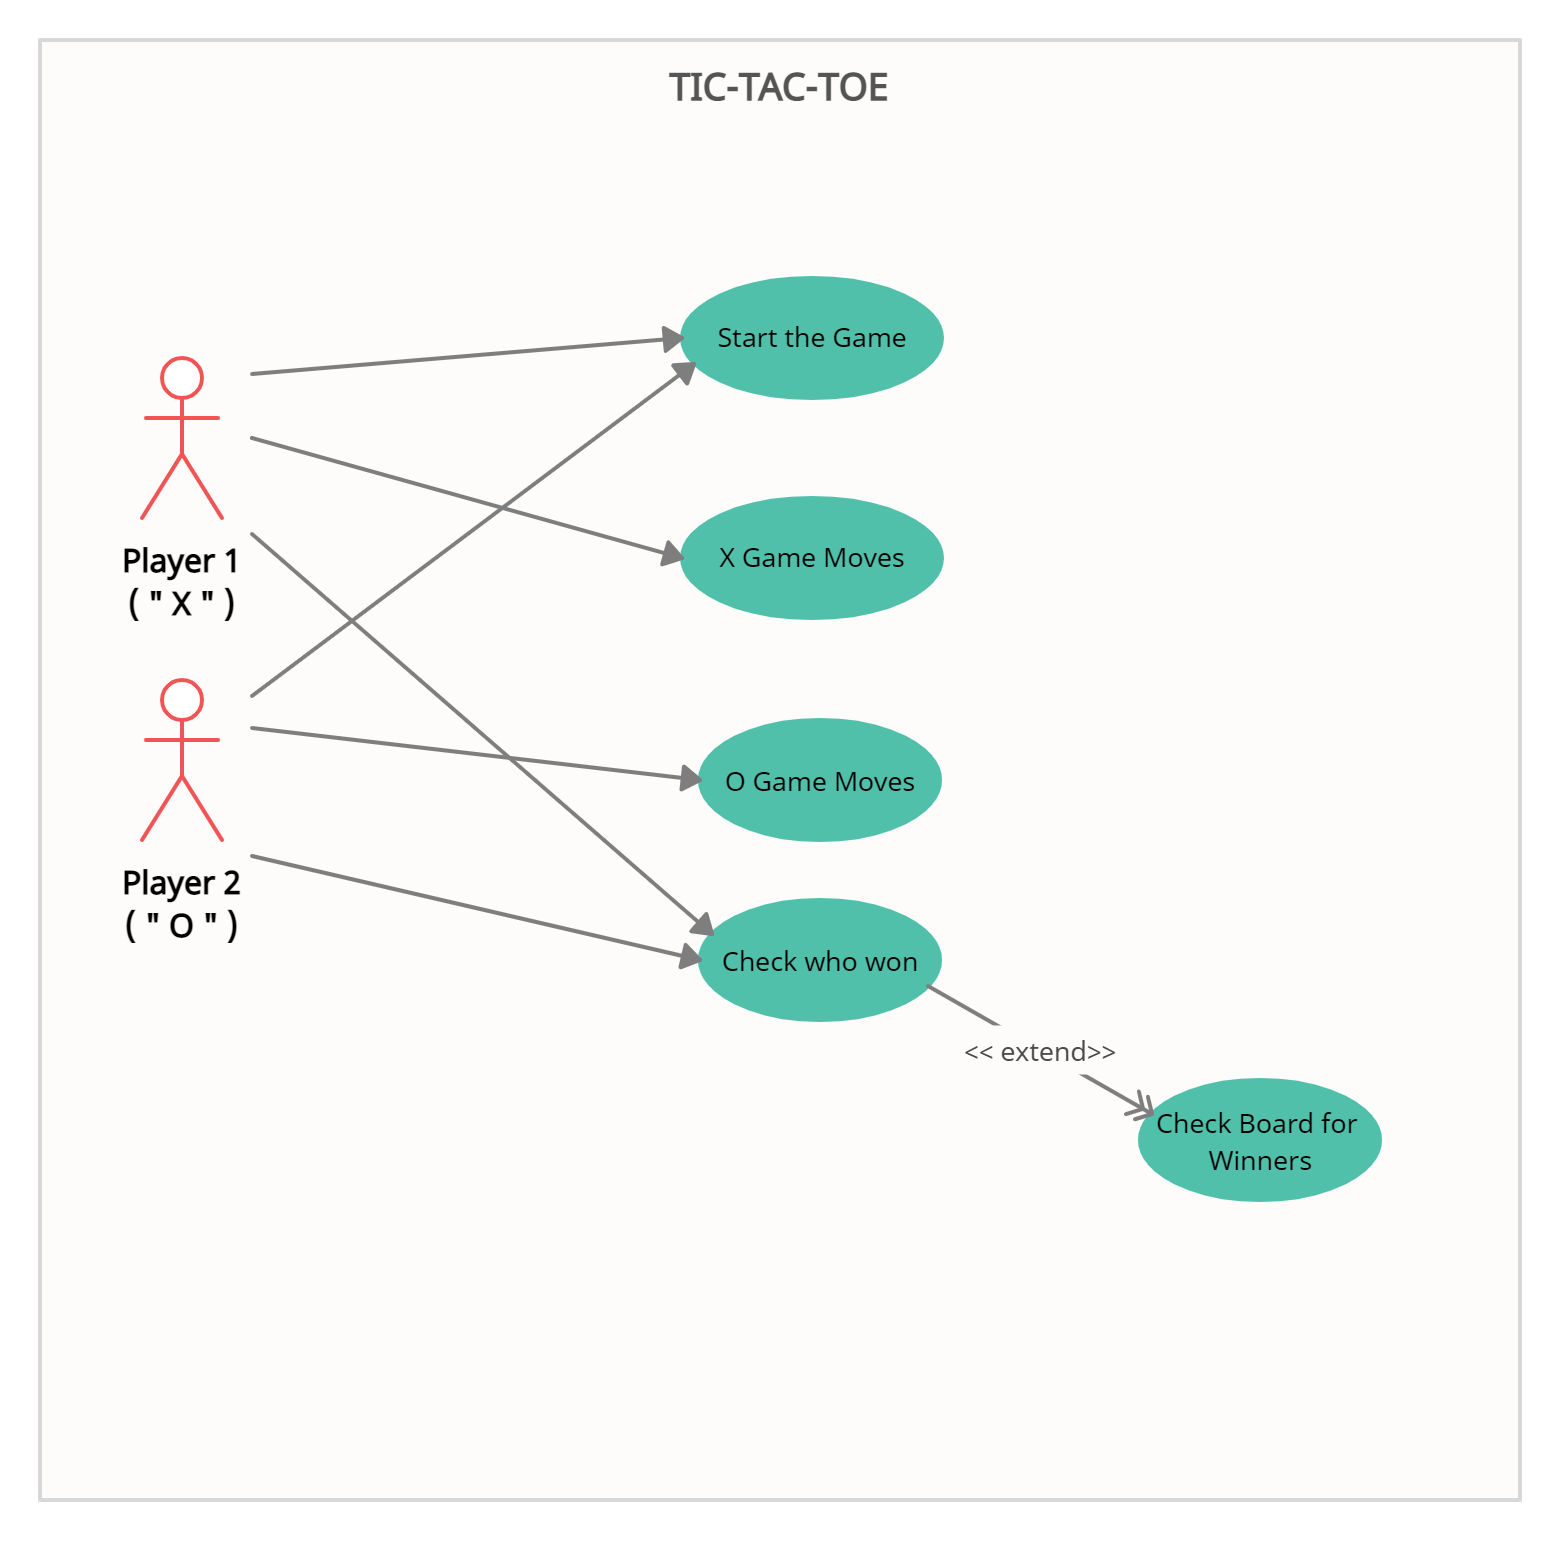 TIC-TAC-TOE
Start the Game
Player 1
( " X " )
X Game Moves
Player 2
( " O " )
O Game Moves
Check who won
<< extend>>
Check Board for
Winners